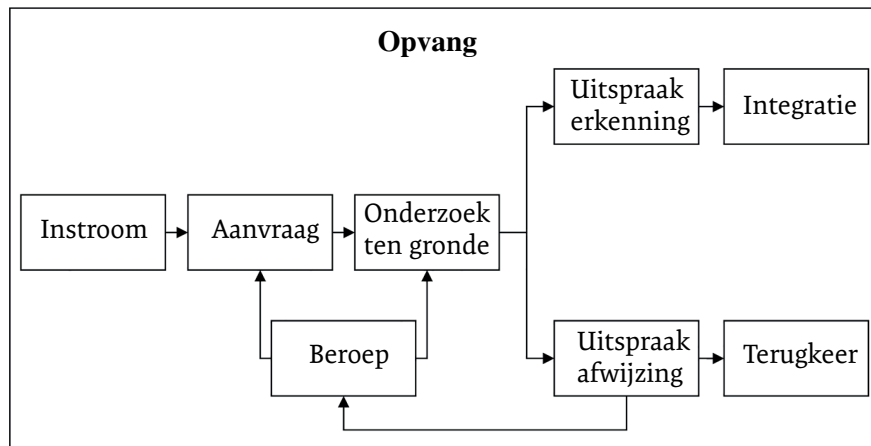 Opvang
Uitspraak
erkenning
Integratie
Instroom
Aanvraag
Onderzoek
ten gronde
Beroep
Uitspraak
afwijzing
Terugkeer